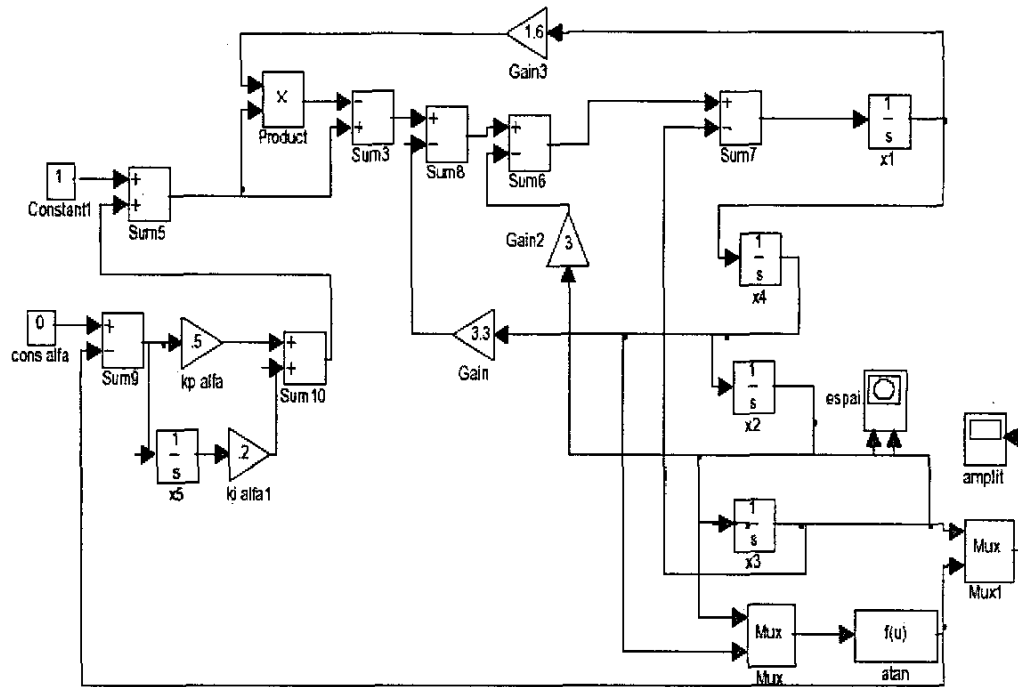 1.6
Gain3
X
Product
-
+
Sum3
+
-
Sum8
+
-
Sum6
+
-
Sum7
1
s
x1
1
Constant1
+
+
Sum5
Gain2
3
1
s
x4
0
cons alfa
+
-
Sum9
.5
kp alfa
+
+
Sum10
3.3
Gain
1
s
x2
espai
amplit
1
s
x5
.2
ki alfa1
1
s
x3
Mux
Mux1
Mux
Mux
f(u)
atan